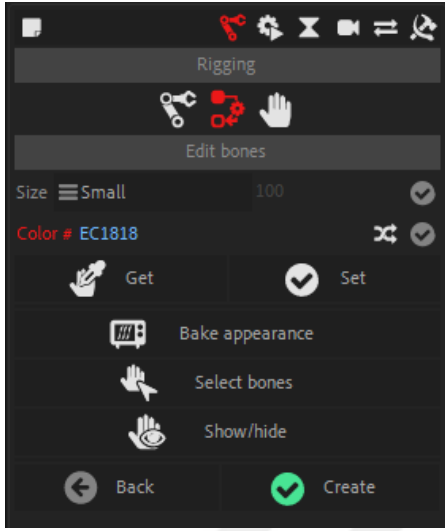 Rigging
Edit bones
Size Small 100
Color # EC1818
Get Set
Bake appearance
Select bones
Show/hide
Back Create